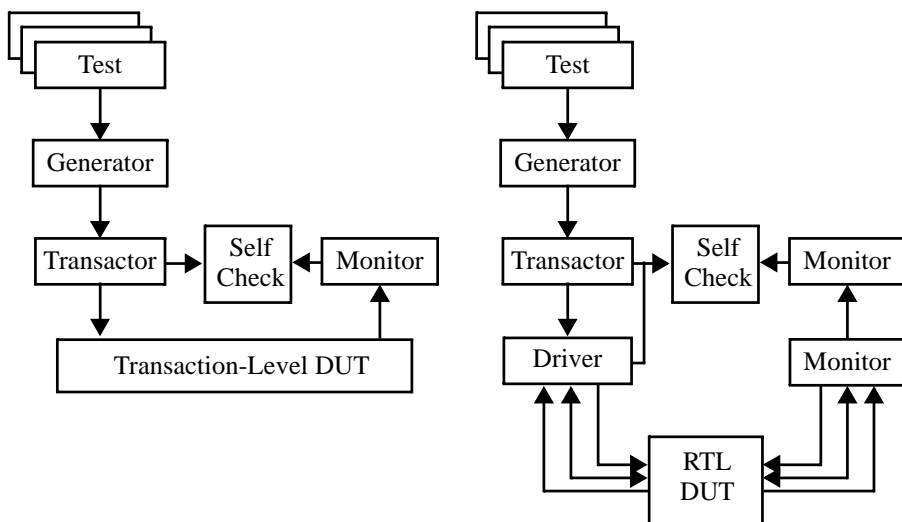 Test
Generator
Transactor
Self
Check
Monitor
Transaction-Level DUT
Test
Generator
Transactor
Self
Check
Monitor
Driver
Monitor
RTL
DUT